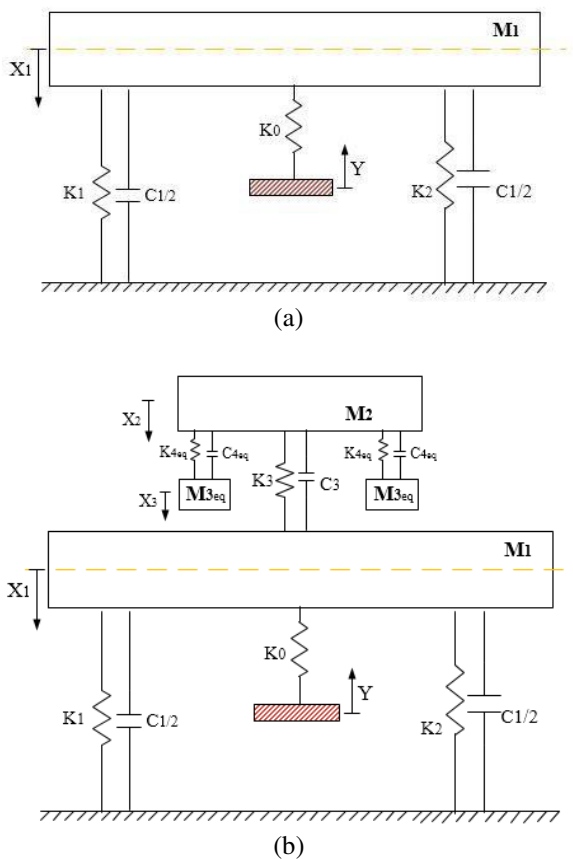 M1
X1
K0
Y
K1
C1/2
K2
C1/2
(a)
X2
M2
K4eq
C4eq
K3
C3
K4eq
C4eq
X3
M3eq
M3eq
M1
X1
K0
Y
K1
C1/2
K2
C1/2
(b)